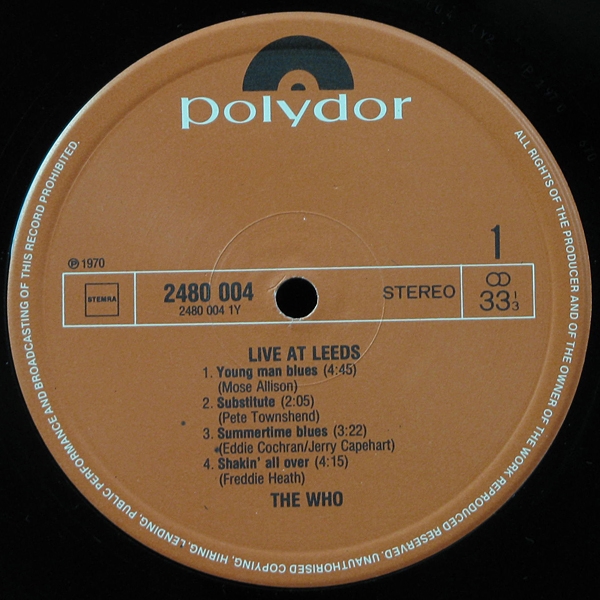 polydor
ALL RIGHTS OF THE PRODUCER AND OF THE OWNER OF THE WORK REPRODUCED RESERVED. UNAUTHORISED COPYING, HIRING, LENDING, PUBLIC PERFORMANCE AND BROADCASTING OF THIS RECORD PROHIBITED.
1
℗ 1970
STEMRA
2480 004
2480 004 1Y
STEREO
33 1/3
LIVE AT LEEDS
1. Young man blues (4:45)
(Mose Allison)
2. Substitute (2:05)
(Pete Townshend)
3. Summertime blues (3:22)
(Eddie Cochran/Jerry Capehart)
4. Shakin' all over (4:15)
(Freddie Heath)
THE WHO